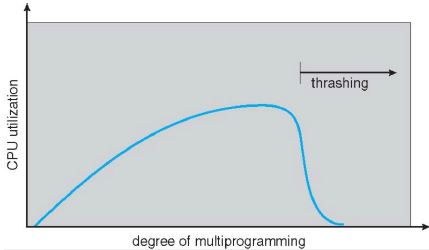 thrashing
CPU utilization
degree of multiprogramming